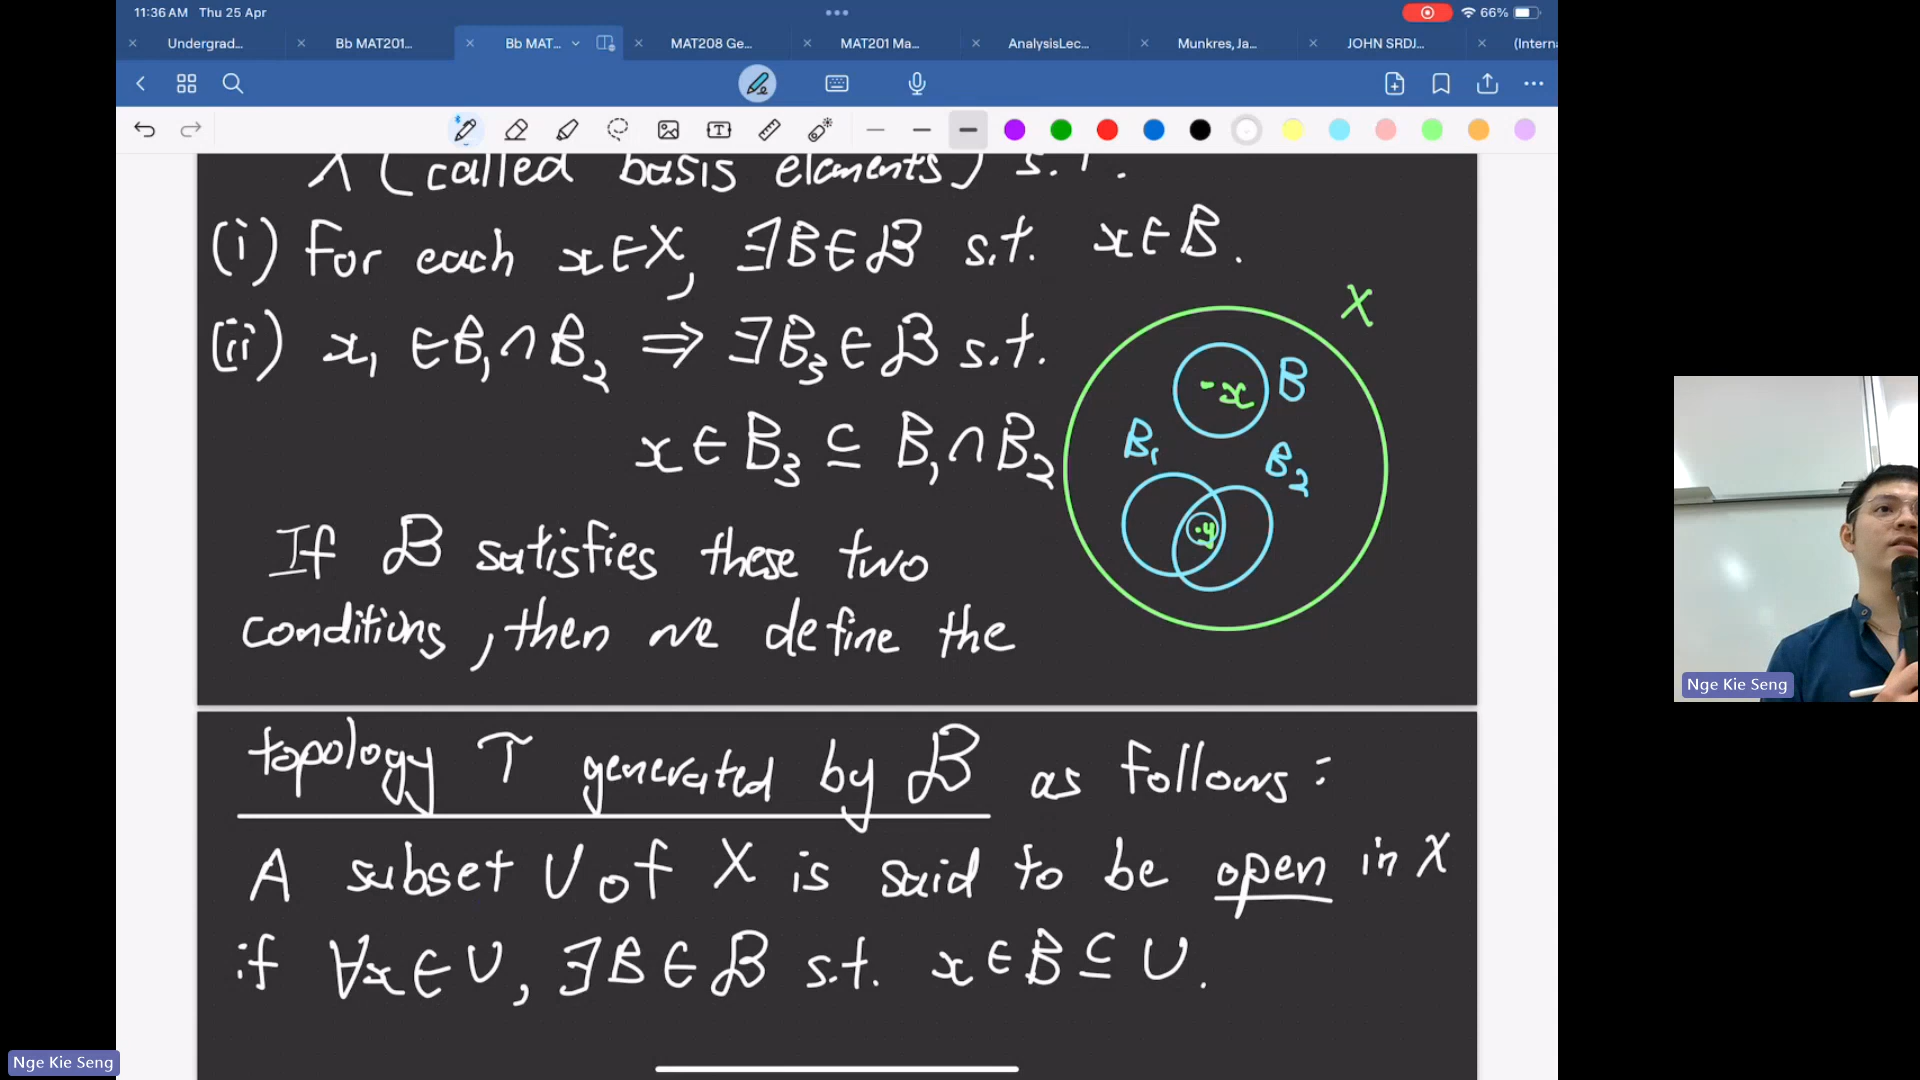 11:36 AM Thu 25 Apr
66%
Undergrad...
Bb MAT201...
Bb MAT...
MAT208 Ge...
MAT201 Ma...
AnalysisLec...
Munkres, Ja...
JOHN SRDJ...
(Intern
X (called basis elements) s.t.
(i) For each x∈X, ∃B∈ℬ s.t. x∈B.
(ii) x, ∈B₁∩B₂ ⇒ ∃B₃∈ℬ s.t.
x∈B₃ ⊆ B₁∩B₂
X
·x B
B₁
B₂
·y
If ℬ satisfies these two
conditions, then we define the
topology T generated by ℬ as follows:
A subset U of X is said to be open in X
if ∀x∈U, ∃B∈ℬ s.t. x∈B⊆U.
Nge Kie Seng
Nge Kie Seng